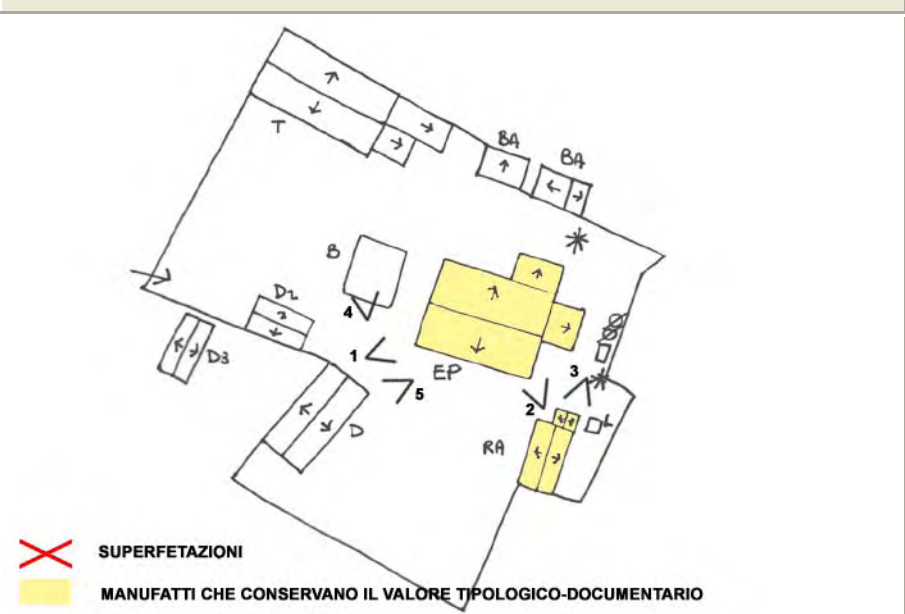 T
BA
BA
B
D2
4
D3
1
EP
3
5
2
D
RA
SUPERFETAZIONI
MANUFATTI CHE CONSERVANO IL VALORE TIPOLOGICO-DOCUMENTARIO